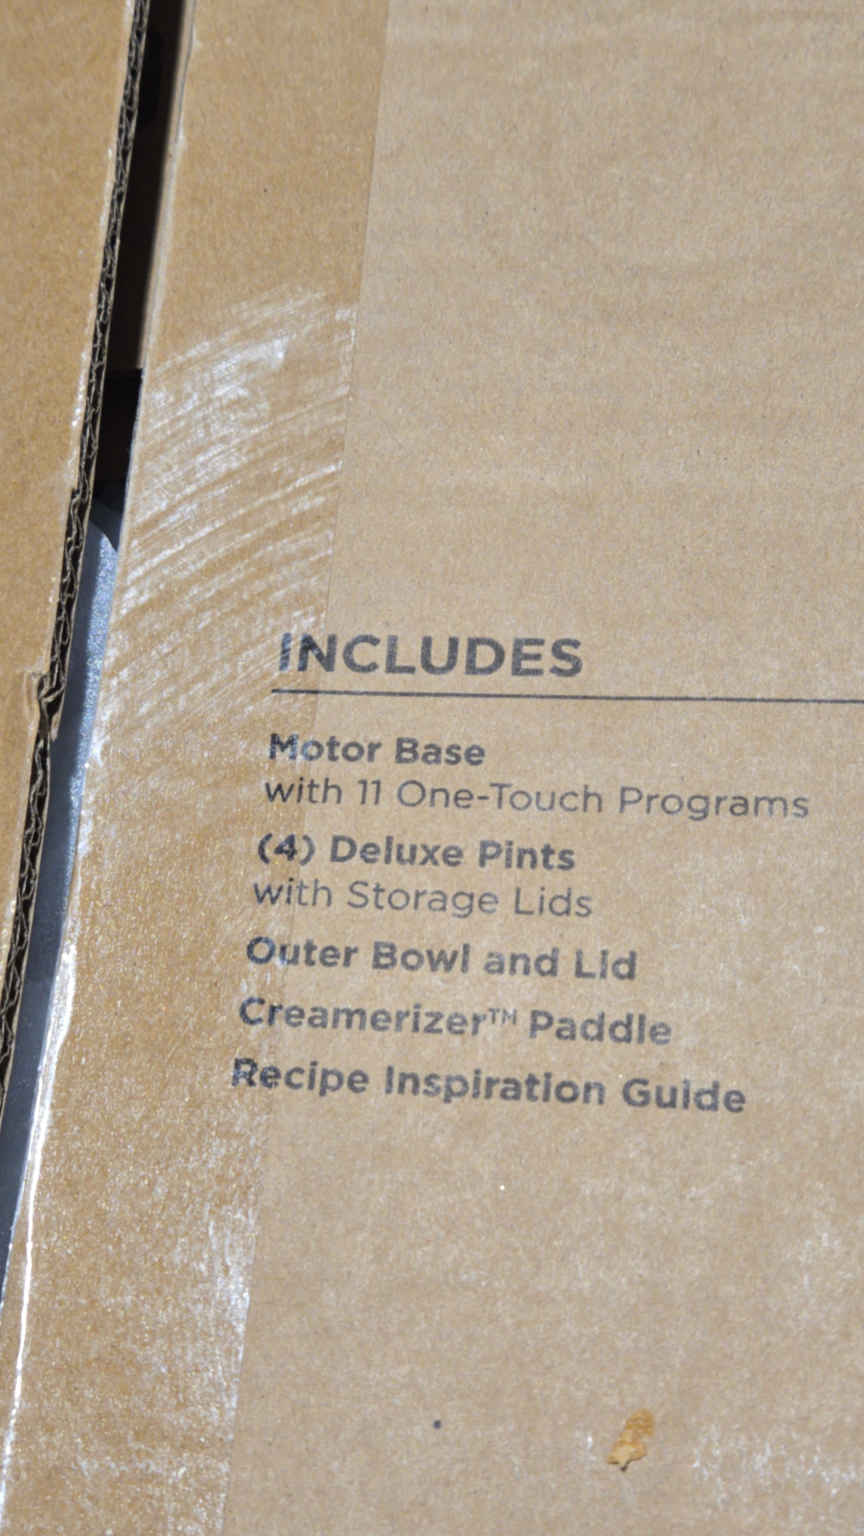 INCLUDES
Motor Base
with 11 One-Touch Programs
(4) Deluxe Pints
with Storage Lids
Outer Bowl and Lid
Creamerizer™ Paddle
Recipe Inspiration Guide